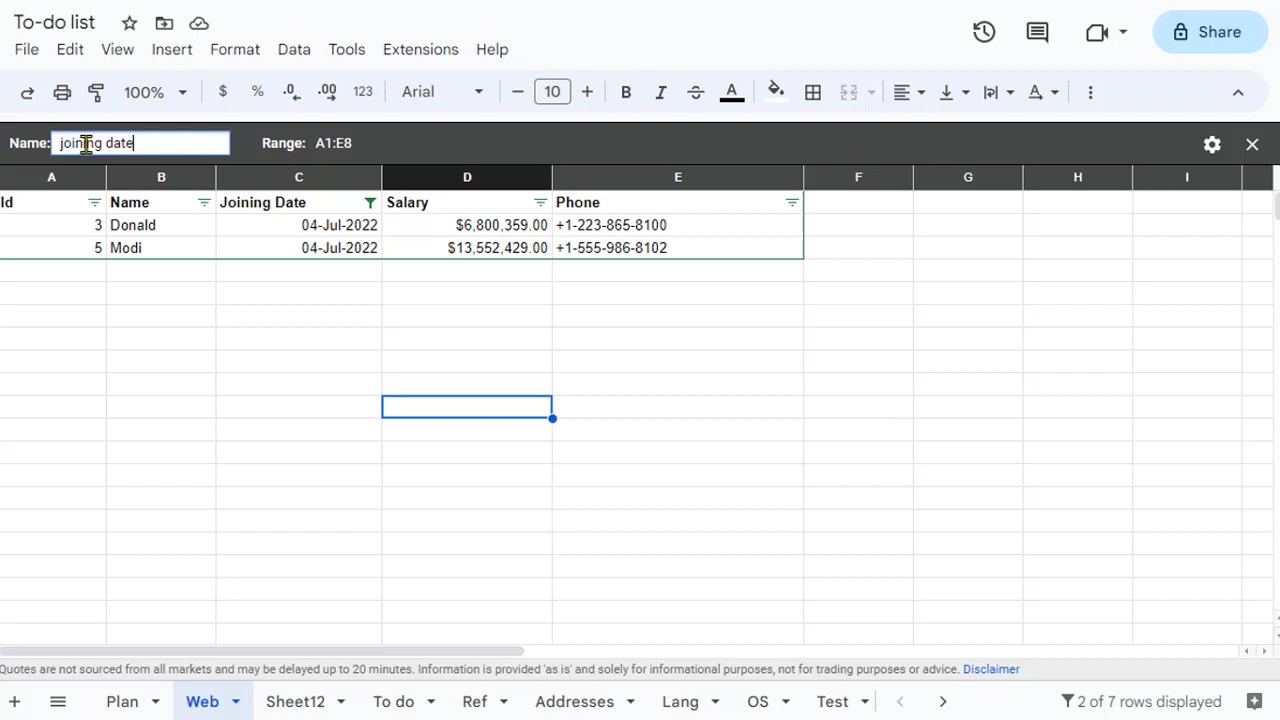 To-do list
File Edit View Insert Format Data Tools Extensions Help
Share
100% $ % .0 .00 123 Arial 10 B I S A A
Name: joining date Range: A1:E8
A B C D E F G H I
Id Name Joining Date Salary Phone
3 Donald 04-Jul-2022 $6,800,359.00 +1-223-865-8100
5 Modi 04-Jul-2022 $13,552,429.00 +1-555-986-8102
Quotes are not sourced from all markets and may be delayed up to 20 minutes. Information is provided 'as is' and solely for informational purposes, not for trading purposes or advice. Disclaimer
Plan Web Sheet12 To do Ref Addresses Lang OS Test 2 of 7 rows displayed